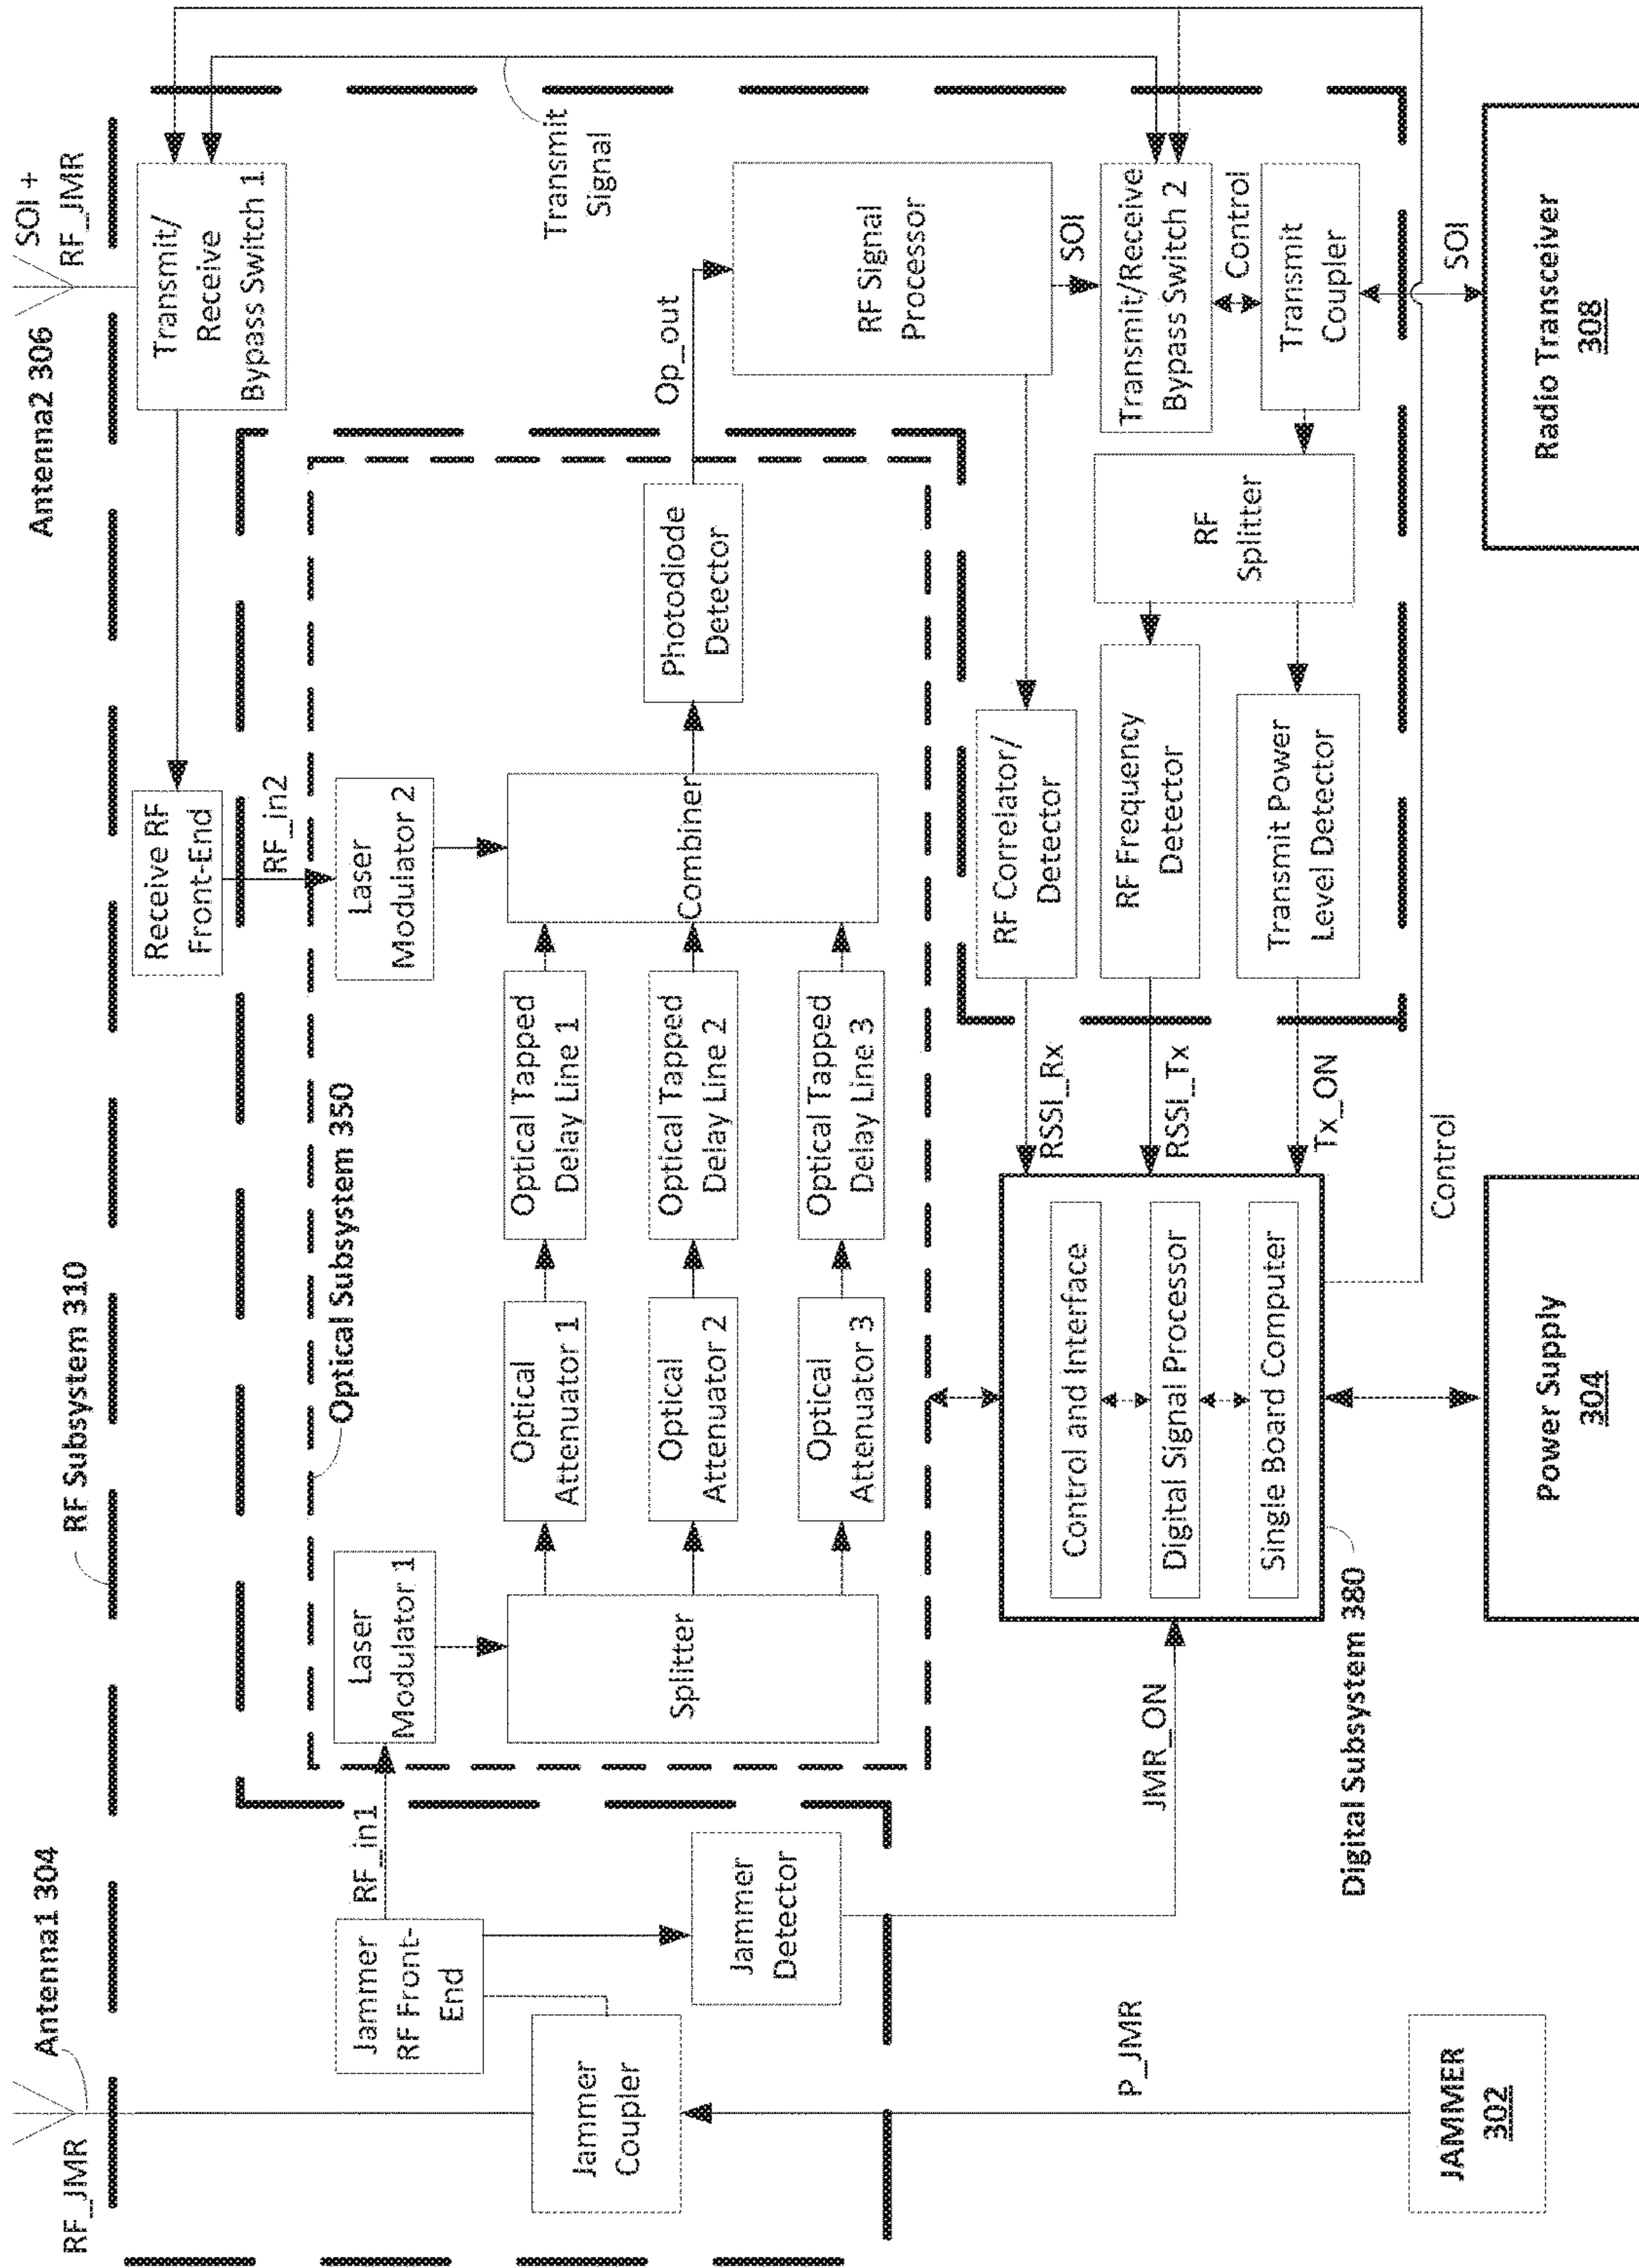 RF_JMR
Antenna1 304
RF Subsystem 310
Antenna2 306
SOI +
RF_JMR
Transmit/
Receive
Bypass Switch 1
Receive RF
Front-End
RF_in2
Transmit
Signal
Optical Subsystem 350
Jammer
RF Front-
End
RF_in1
Laser
Modulator 1
Laser
Modulator 2
Splitter
Optical
Attenuator 1
Optical Tapped
Delay Line 1
Optical
Attenuator 2
Optical Tapped
Delay Line 2
Optical
Attenuator 3
Optical Tapped
Delay Line 3
Combiner
Photodiode
Detector
Op_out
RF Signal
Processor
SOI
Jammer
Coupler
Jammer
Detector
JMR_ON
P_JMR
JAMMER
302
Digital Subsystem 380
Control and Interface
Digital Signal Processor
Single Board Computer
RSSI_Rx
RSSI_Tx
Tx_ON
Control
RF Correlator/
Detector
RF Frequency
Detector
Transmit Power
Level Detector
RF
Splitter
Transmit/Receive
Bypass Switch 2
Control
Transmit
Coupler
SOI
Power Supply
304
Radio Transceiver
308